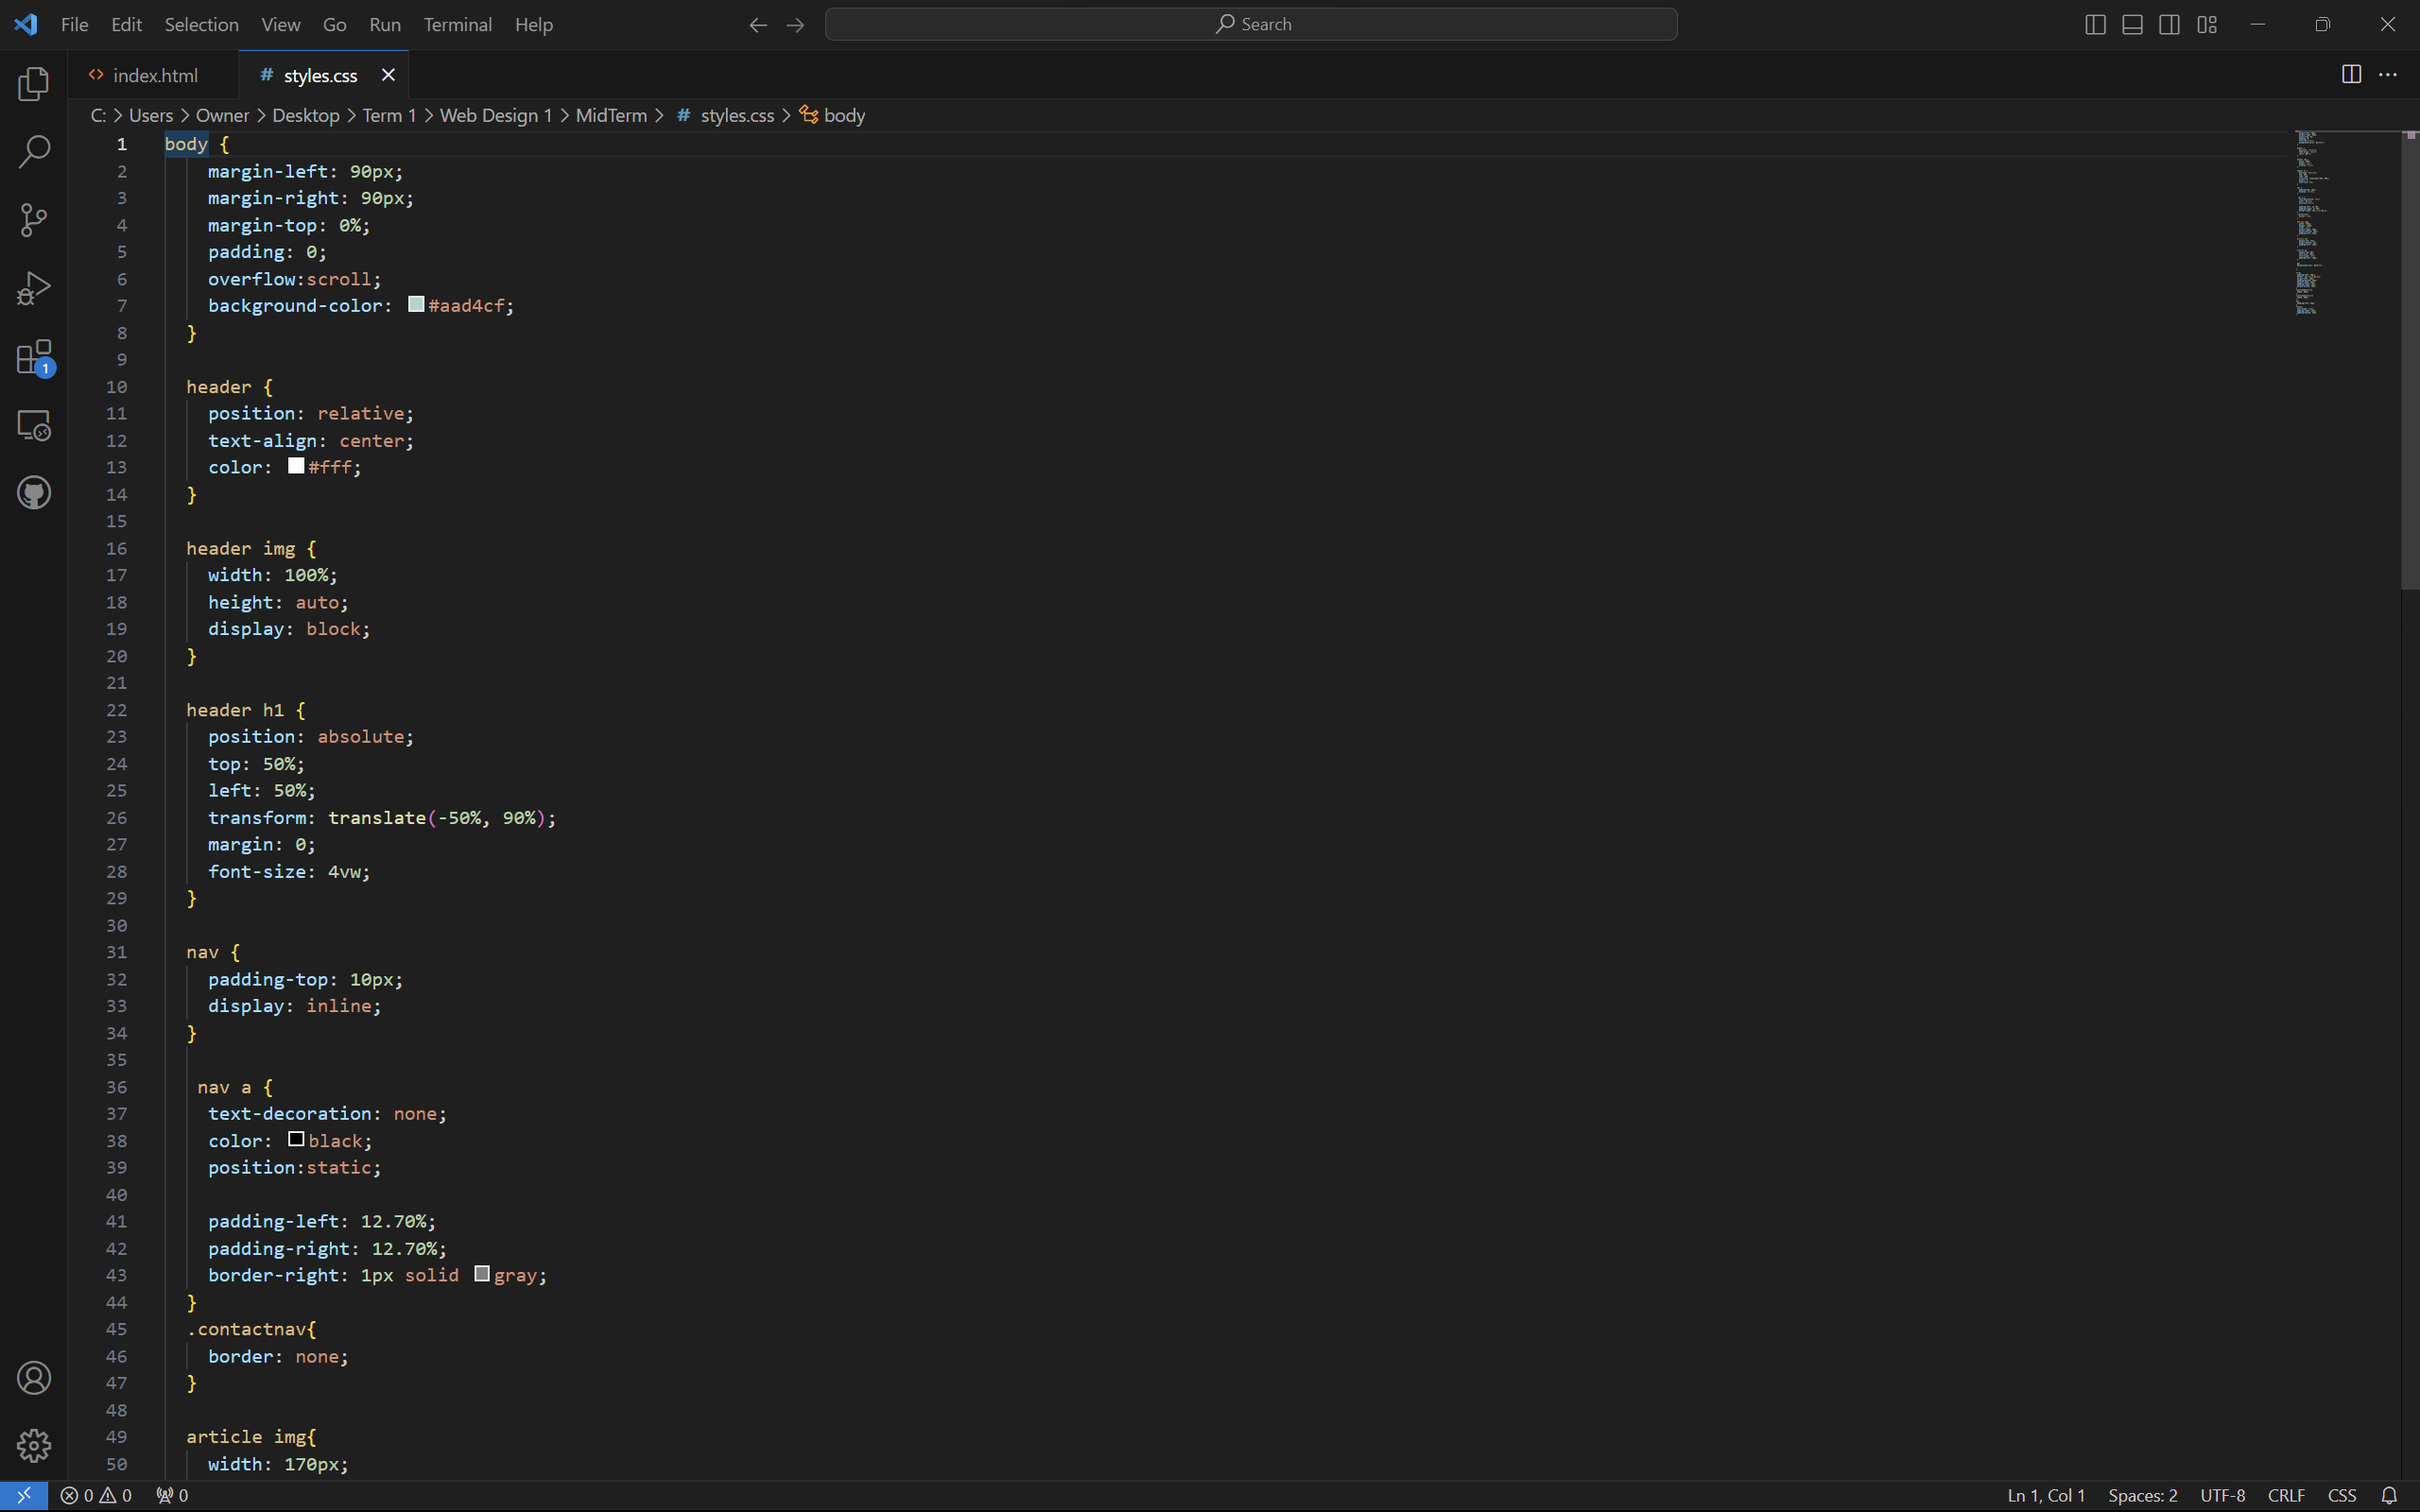 File Edit Selection View Go Run Terminal Help Search
index.html styles.css
C: > Users > Owner > Desktop > Term 1 > Web Design 1 > MidTerm > # styles.css > body
1 body {
2 margin-left: 90px;
3 margin-right: 90px;
4 margin-top: 0%;
5 padding: 0;
6 overflow:scroll;
7 background-color: #aad4cf;
8 }
9
10 header {
11 position: relative;
12 text-align: center;
13 color: #fff;
14 }
15
16 header img {
17 width: 100%;
18 height: auto;
19 display: block;
20 }
21
22 header h1 {
23 position: absolute;
24 top: 50%;
25 left: 50%;
26 transform: translate(-50%, 90%);
27 margin: 0;
28 font-size: 4vw;
29 }
30
31 nav {
32 padding-top: 10px;
33 display: inline;
34 }
35
36 nav a {
37 text-decoration: none;
38 color: black;
39 position:static;
40
41 padding-left: 12.70%;
42 padding-right: 12.70%;
43 border-right: 1px solid gray;
44 }
45 .contactnav{
46 border: none;
47 }
48
49 article img{
50 width: 170px;
1
0 0 0 Ln 1, Col 1 Spaces: 2 UTF-8 CRLF CSS